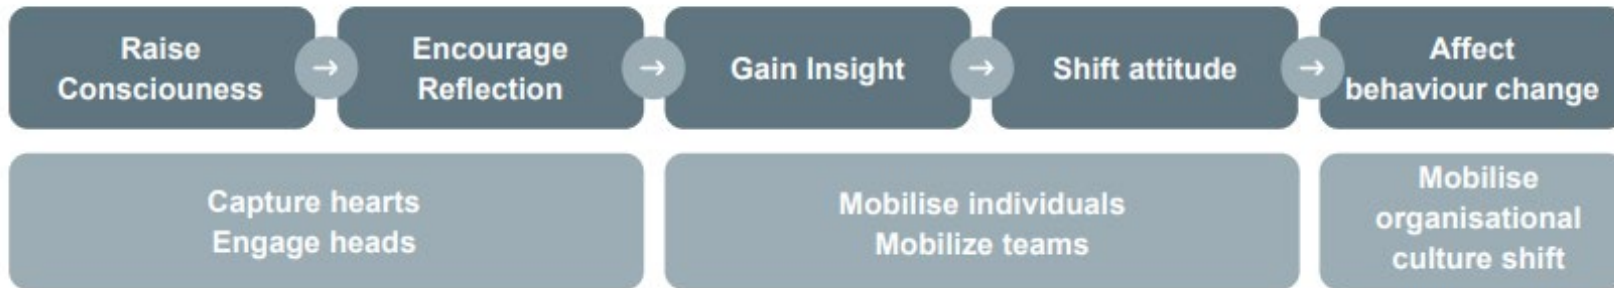 Raise
Consciouness
→
Encourage
Reflection
→
Gain Insight
→
Shift attitude
→
Affect
behaviour change
Capture hearts
Engage heads
Mobilise individuals
Mobilize teams
Mobilise
organisational
culture shift